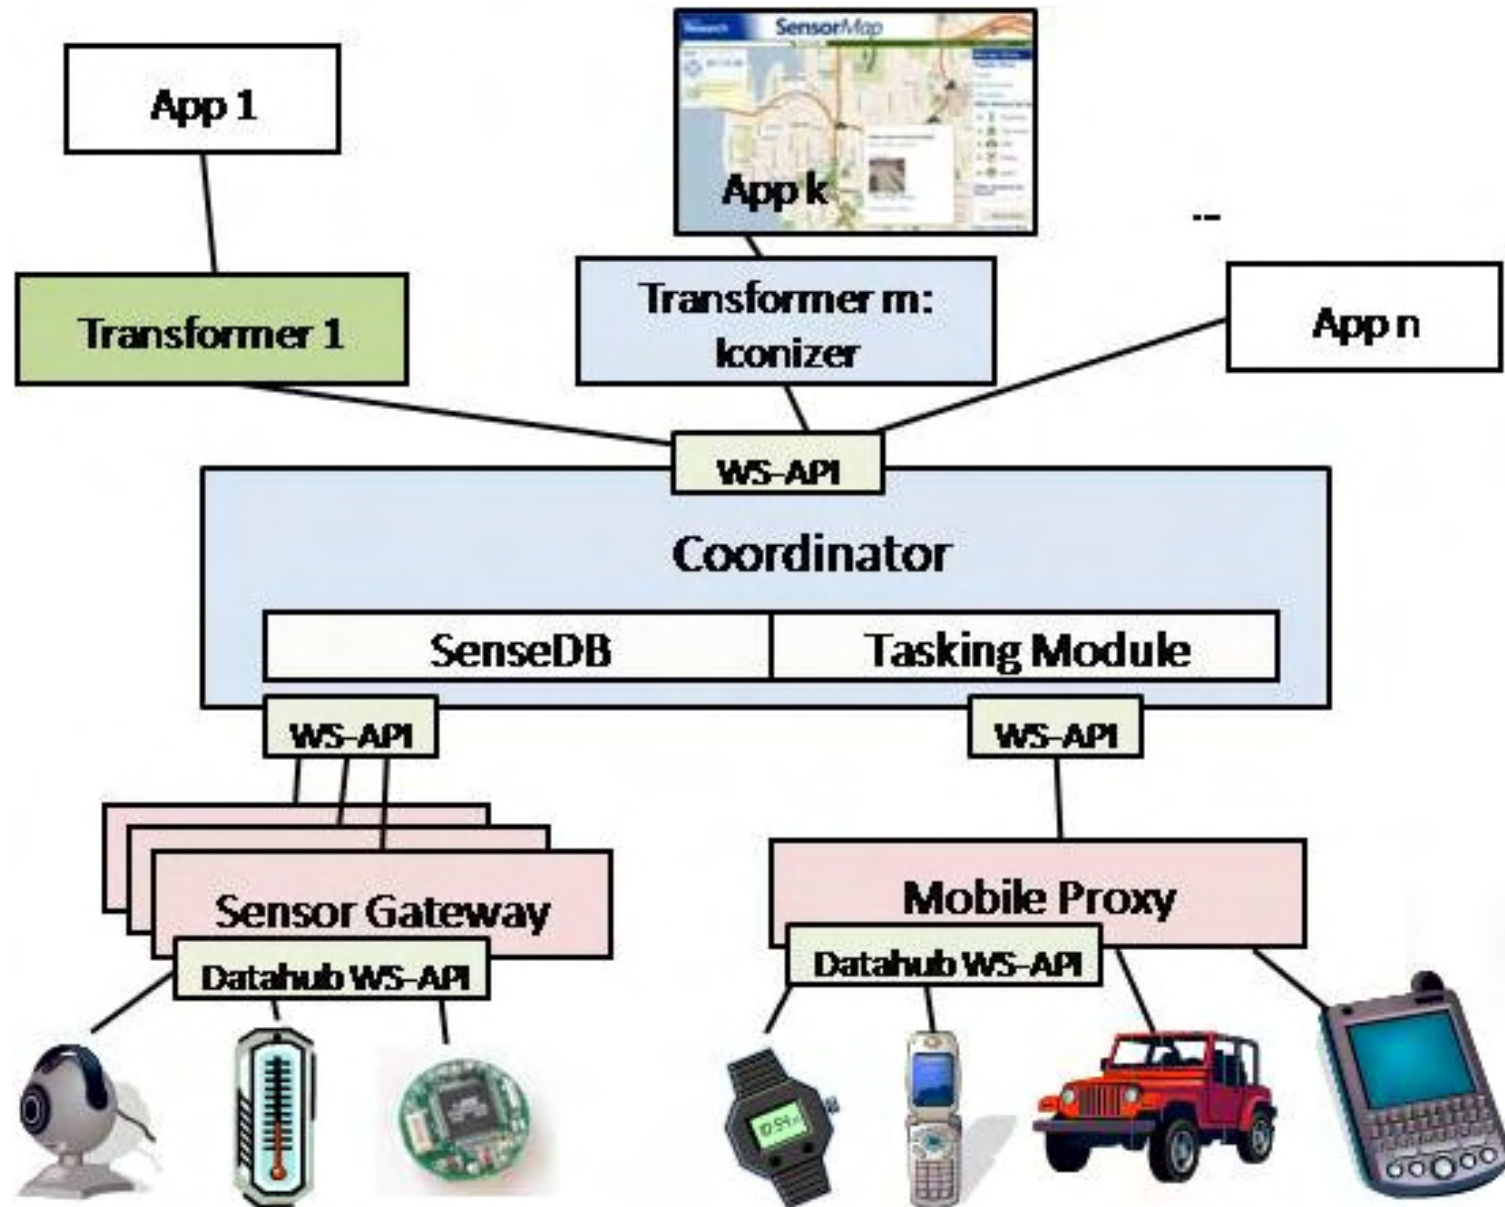 Research
SensorMap
App 1
App k
...
Transformer 1
Transformer m:
Iconizer
App n
WS-API
Coordinator
SenseDB
Tasking Module
WS-API
WS-API
Sensor Gateway
Mobile Proxy
Datahub WS-API
Datahub WS-API